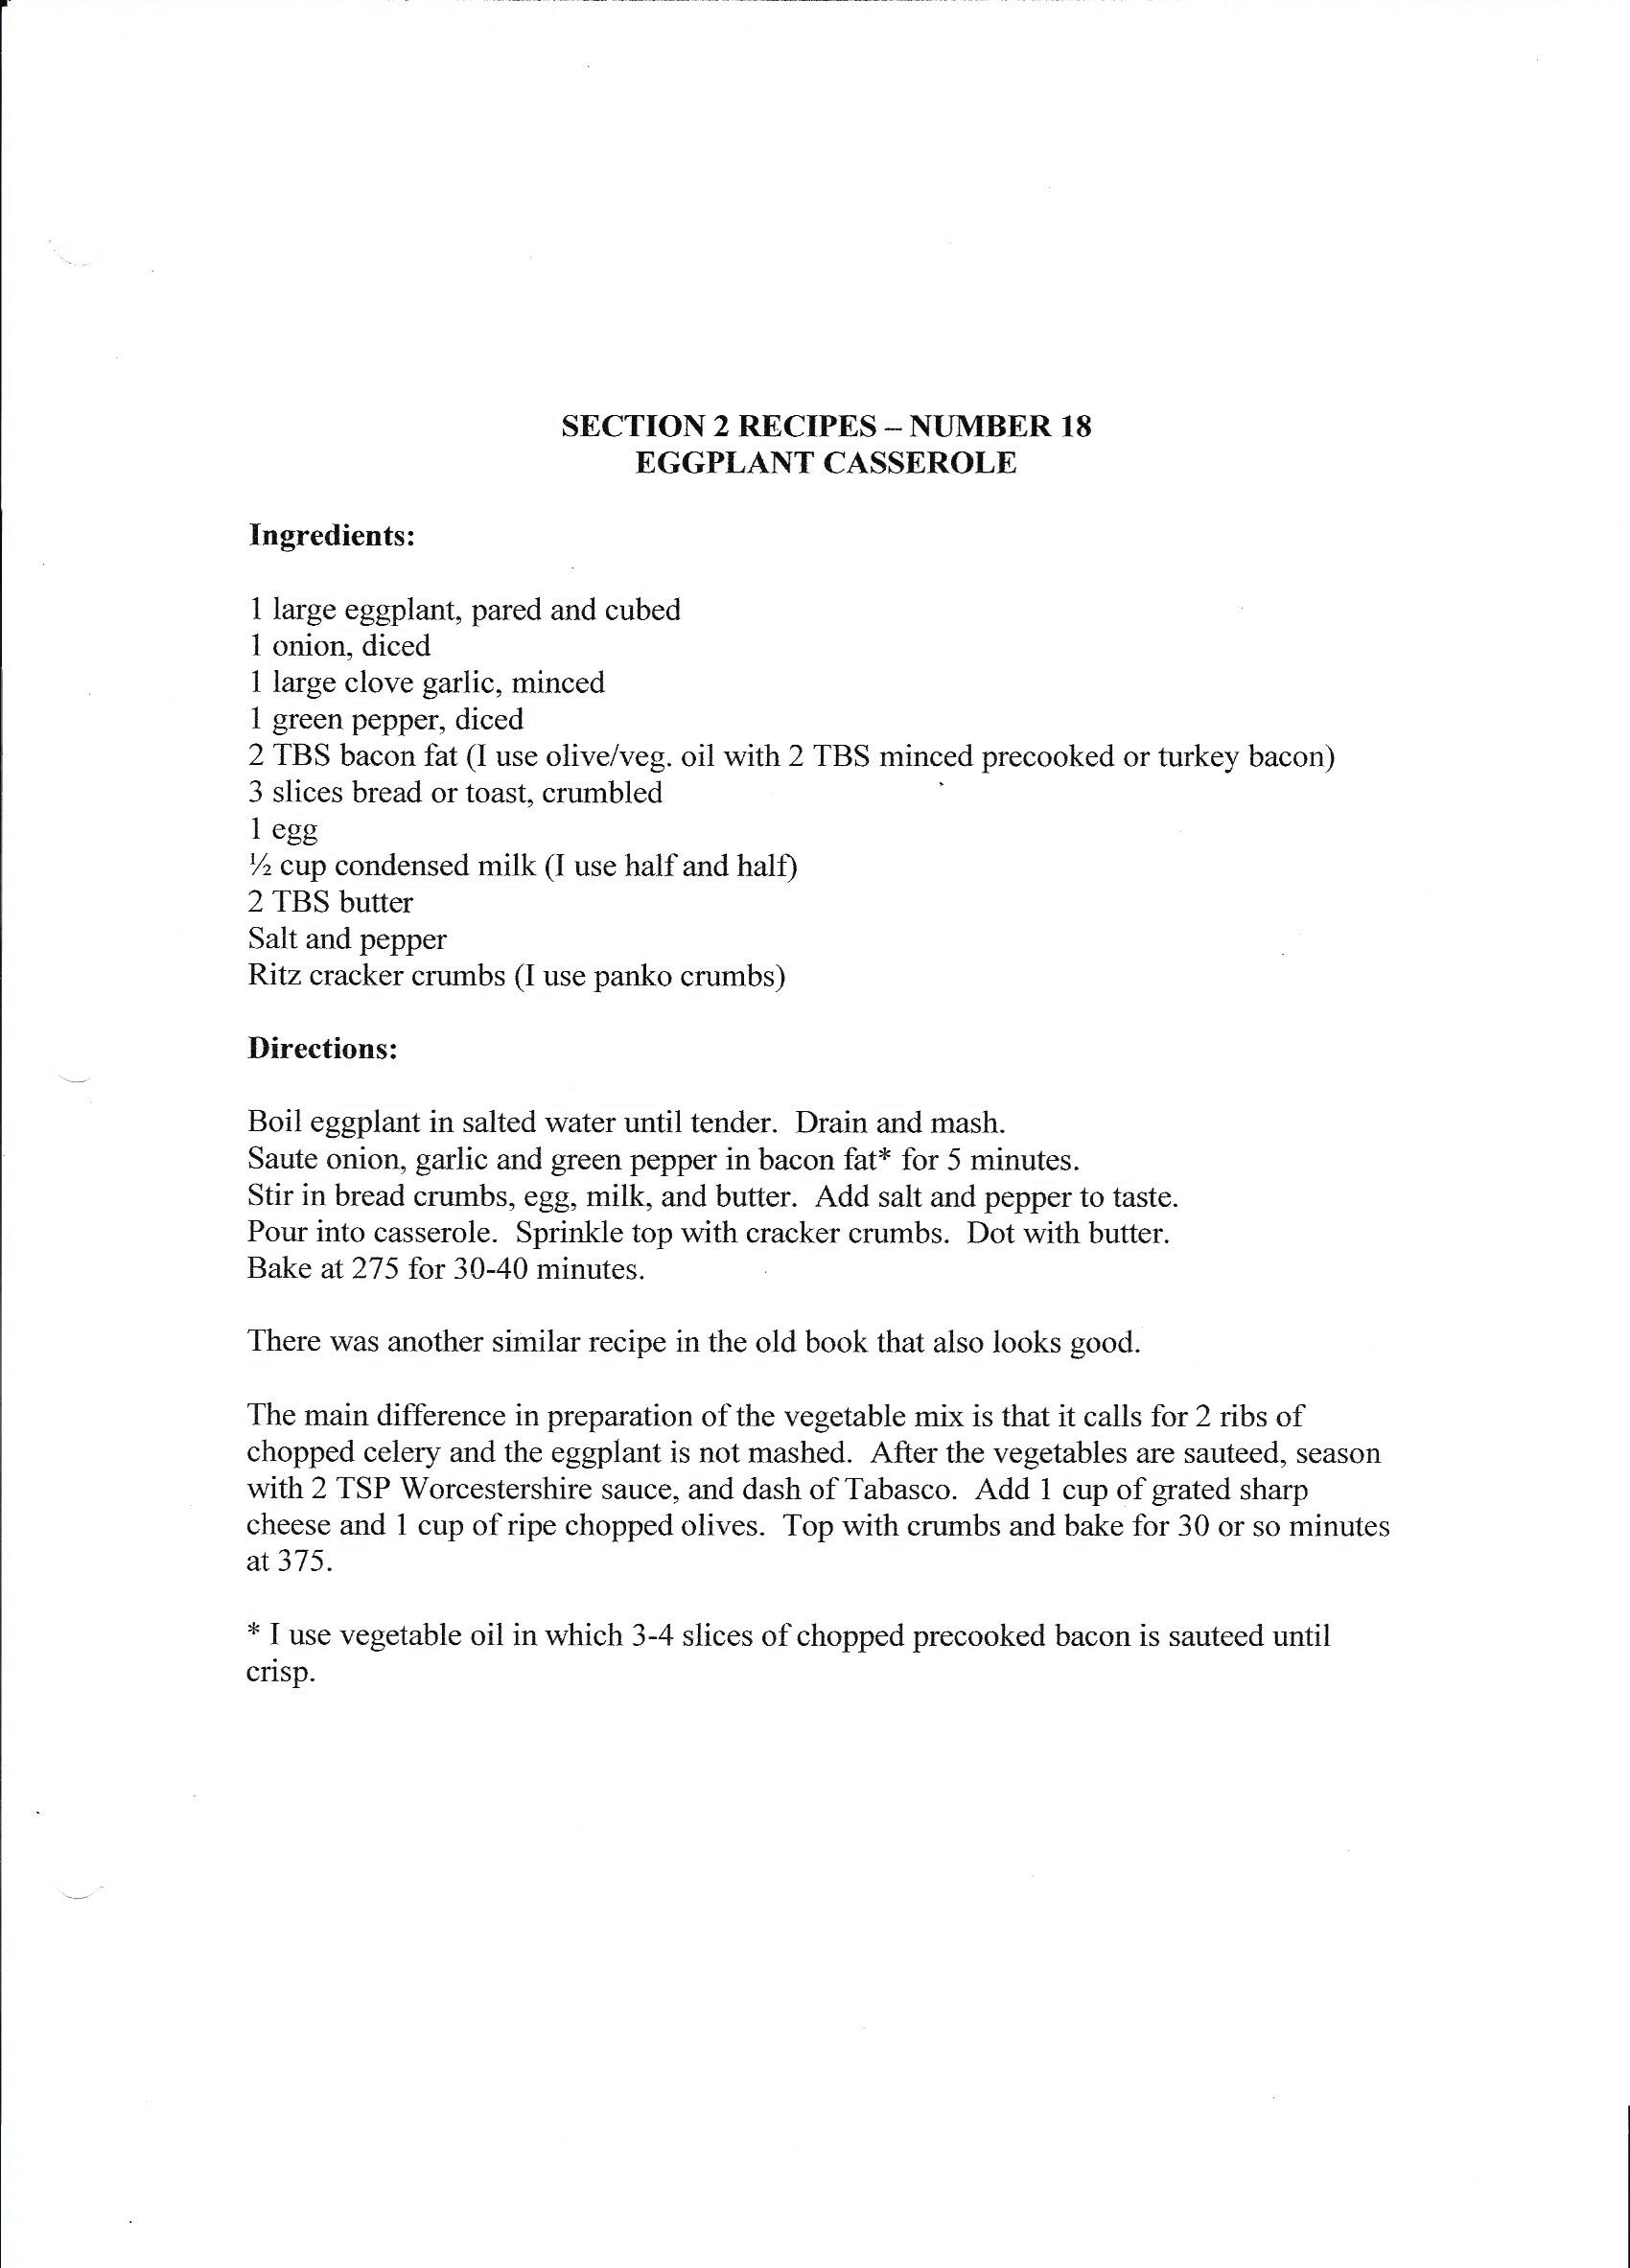 SECTION 2 RECIPES – NUMBER 18
EGGPLANT CASSEROLE
Ingredients:
1 large eggplant, pared and cubed
1 onion, diced
1 large clove garlic, minced
1 green pepper, diced
2 TBS bacon fat (I use olive/veg. oil with 2 TBS minced precooked or turkey bacon)
3 slices bread or toast, crumbled
1 egg
½ cup condensed milk (I use half and half)
2 TBS butter
Salt and pepper
Ritz cracker crumbs (I use panko crumbs)
Directions:
Boil eggplant in salted water until tender.  Drain and mash.
Saute onion, garlic and green pepper in bacon fat* for 5 minutes.
Stir in bread crumbs, egg, milk, and butter.  Add salt and pepper to taste.
Pour into casserole.  Sprinkle top with cracker crumbs.  Dot with butter.
Bake at 275 for 30-40 minutes.
There was another similar recipe in the old book that also looks good.
The main difference in preparation of the vegetable mix is that it calls for 2 ribs of
chopped celery and the eggplant is not mashed.  After the vegetables are sauteed, season
with 2 TSP Worcestershire sauce, and dash of Tabasco.  Add 1 cup of grated sharp
cheese and 1 cup of ripe chopped olives.  Top with crumbs and bake for 30 or so minutes
at 375.
* I use vegetable oil in which 3-4 slices of chopped precooked bacon is sauteed until
crisp.